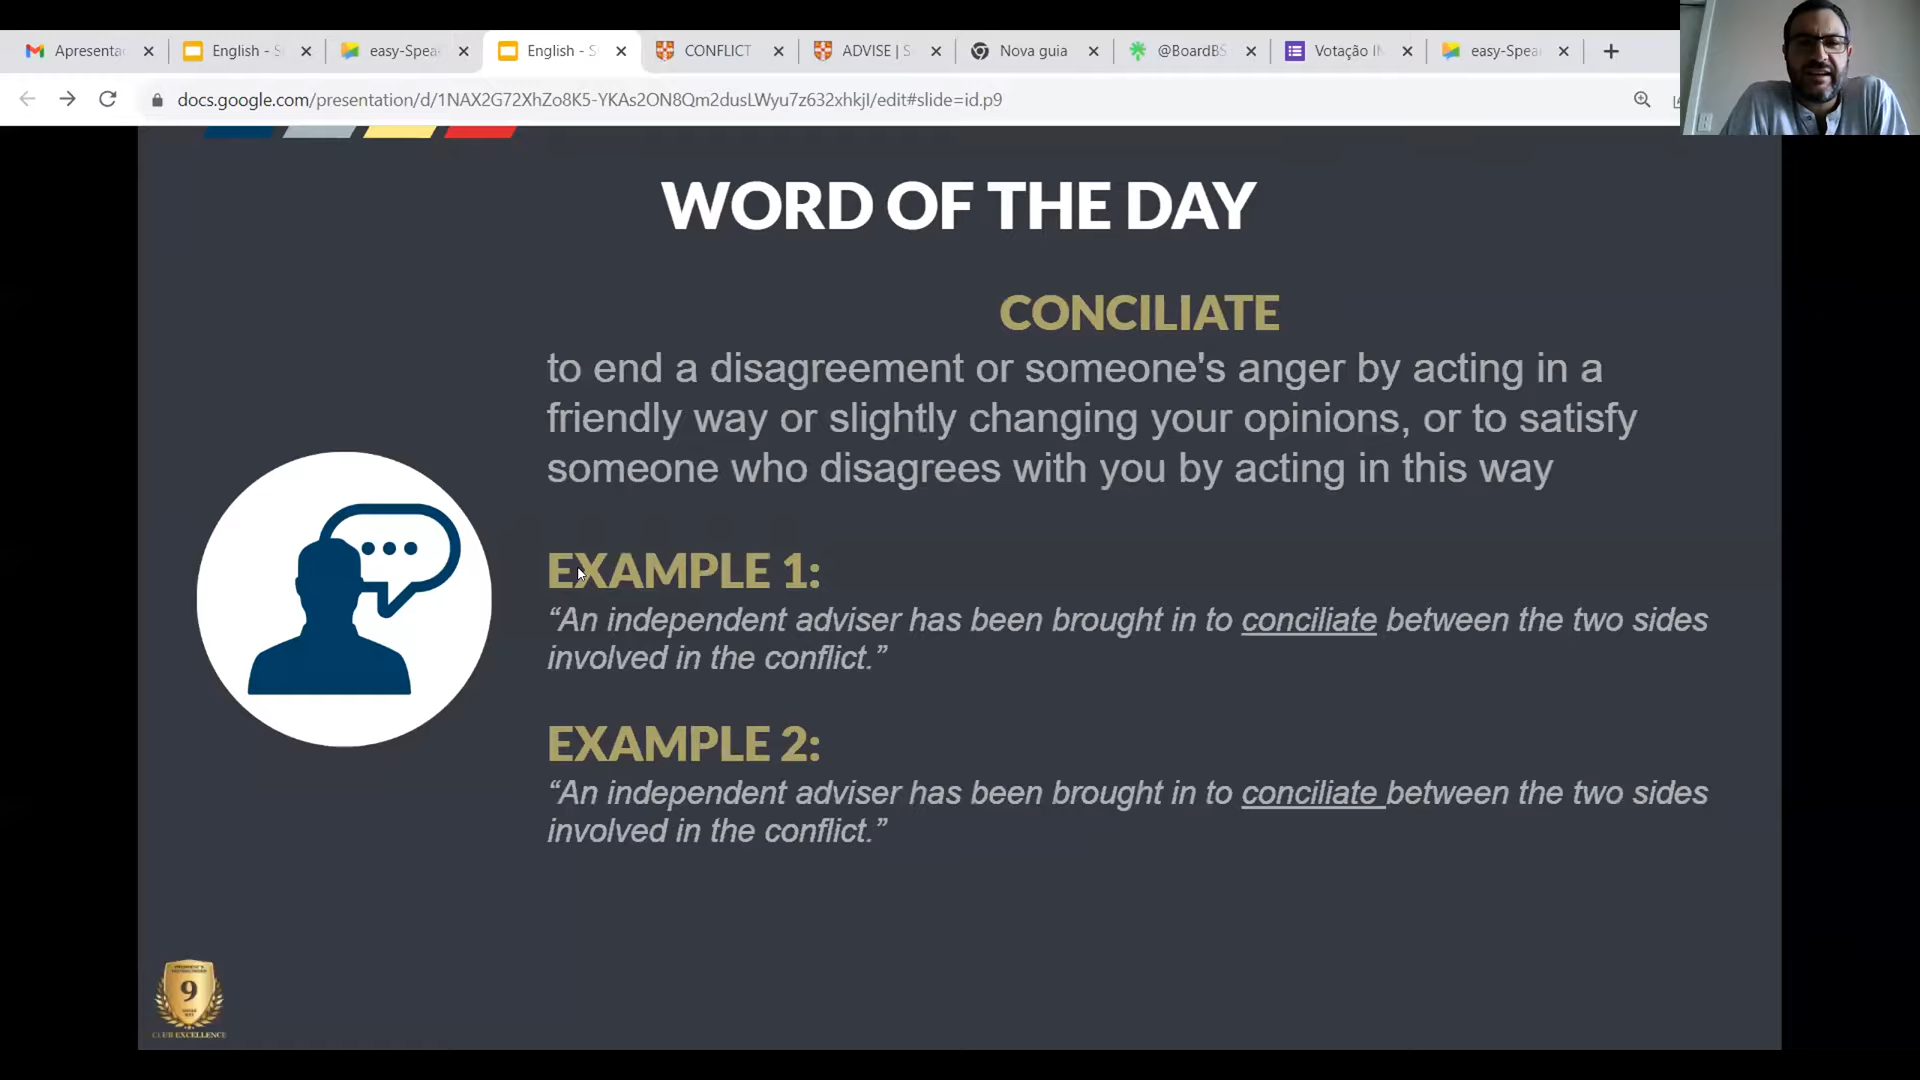 Apresenta
English - S
easy-Spea
English - S
CONFLICT
ADVISE | S
Nova guia
@BoardBS
Votação I
easy-Spea
docs.google.com/presentation/d/1NAX2G72XhZo8K5-YKAs2ON8Qm2dusLWyu7z632xhkjI/edit#slide=id.p9
WORD OF THE DAY
CONCILIATE
to end a disagreement or someone's anger by acting in a
friendly way or slightly changing your opinions, or to satisfy
someone who disagrees with you by acting in this way
EXAMPLE 1:
“An independent adviser has been brought in to conciliate between the two sides
involved in the conflict.”
EXAMPLE 2:
“An independent adviser has been brought in to conciliate between the two sides
involved in the conflict.”
9
CLUB EXCELLENCE